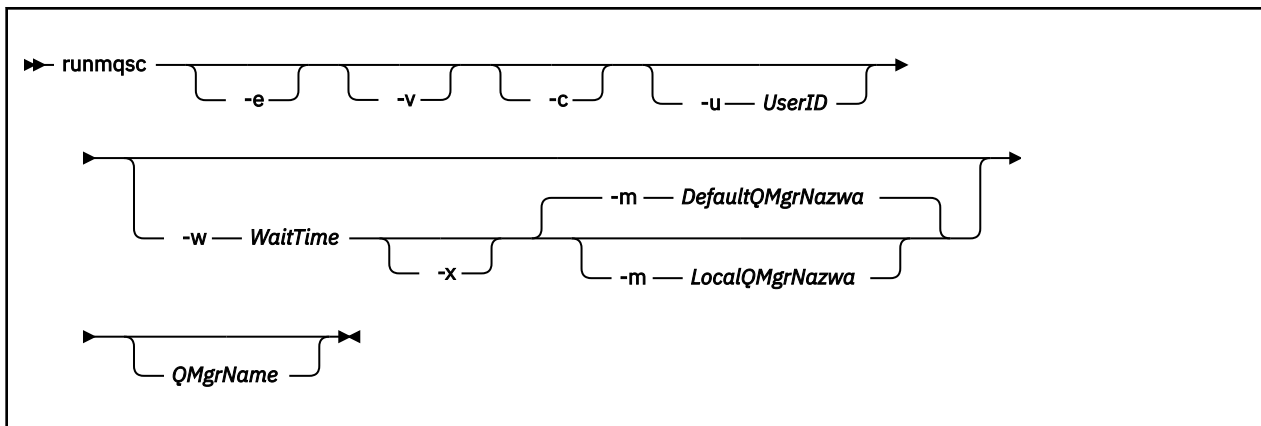 runmqsc
-e -v -c -u UserID
-m DefaultQMgrNazwa
-w WaitTime
-x -m LocalQMgrNazwa
QMgrName